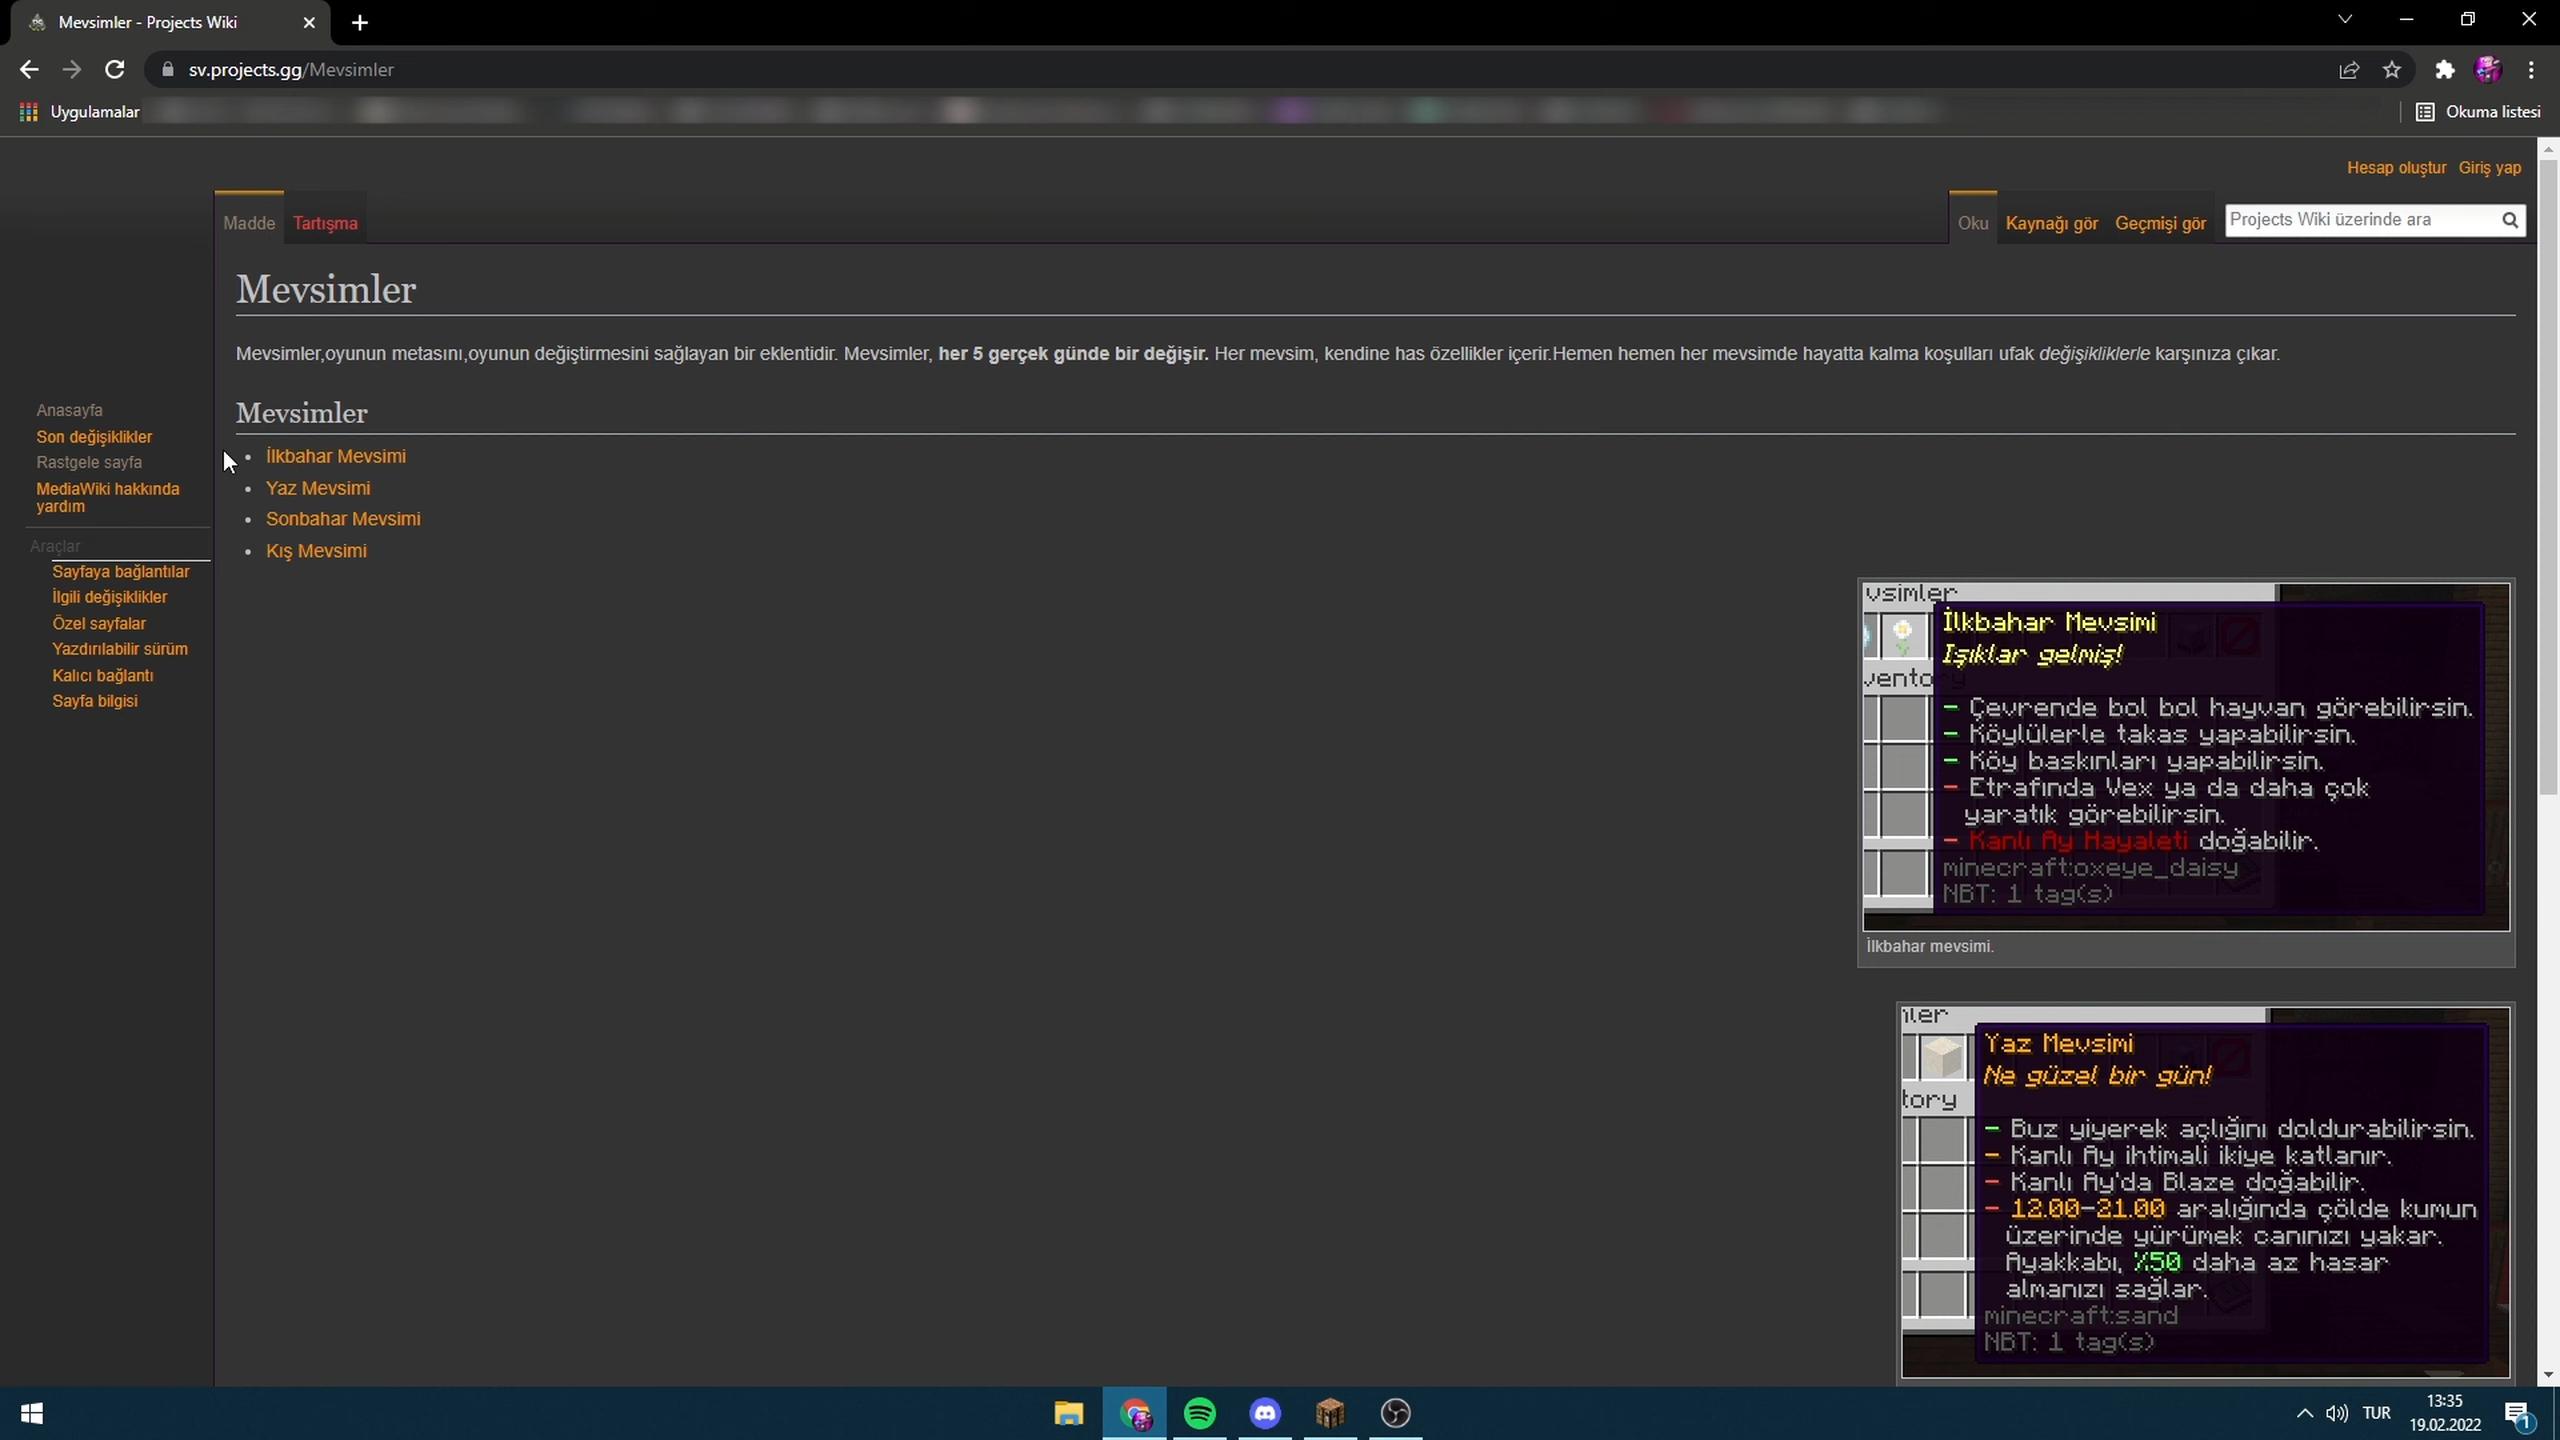 Mevsimler - Projects Wiki
sv.projects.gg/Mevsimler
Uygulamalar
Okuma listesi
Hesap oluştur Giriş yap
Madde Tartışma
Oku Kaynağı gör Geçmişi gör Projects Wiki üzerinde ara
Mevsimler
Mevsimler,oyunun metasını,oyunun değiştirmesini sağlayan bir eklentidir. Mevsimler, her 5 gerçek günde bir değişir. Her mevsim, kendine has özellikler içerir.Hemen hemen her mevsimde hayatta kalma koşulları ufak değişikliklerle karşınıza çıkar.
Anasayfa
Son değişiklikler
Rastgele sayfa
MediaWiki hakkında
yardım
Araçlar
Sayfaya bağlantılar
İlgili değişiklikler
Özel sayfalar
Yazdırılabilir sürüm
Kalıcı bağlantı
Sayfa bilgisi
Mevsimler
• İlkbahar Mevsimi
• Yaz Mevsimi
• Sonbahar Mevsimi
• Kış Mevsimi
vsimler
İlkbahar Mevsimi
Işıklar gelmiş!
ventory
- Çevrende bol bol hayvan görebilirsin.
- Köylülerle takas yapabilirsin.
- Köy baskınları yapabilirsin.
- Etrafında Vex ya da daha çok
yaratık görebilirsin.
- Kanlı Ay Hayaleti doğabilir.
minecraft:oxeye_daisy
NBT: 1 tag(s)
İlkbahar mevsimi.
ler
Yaz Mevsimi
Ne güzel bir gün!
tory
- Buz yiyerek açlığını doldurabilirsin.
- Kanlı Ay ihtimali ikiye katlanır.
- Kanlı Ay'da Blaze doğabilir.
- 12.00-21.00 aralığında çölde kumun
üzerinde yürümek canınızı yakar.
Ayakkabı, %50 daha az hasar
almanızı sağlar.
minecraft:sand
NBT: 1 tag(s)
TUR
13:35
19.02.2022
1